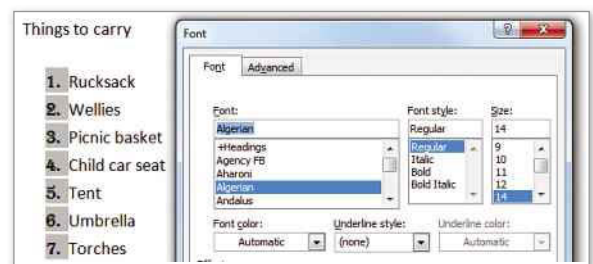 Things to carry
1. Rucksack
2. Wellies
3. Picnic basket
4. Child car seat
5. Tent
6. Umbrella
7. Torches
Font
Font Advanced
Font: Font style: Size:
Algerian Regular 14
+Headings Regular 9
Agency FB Italic 10
Aharoni Bold 11
Algerian Bold Italic 12
Andalus 14
Font color: Underline style: Underline color:
Automatic (none) Automatic